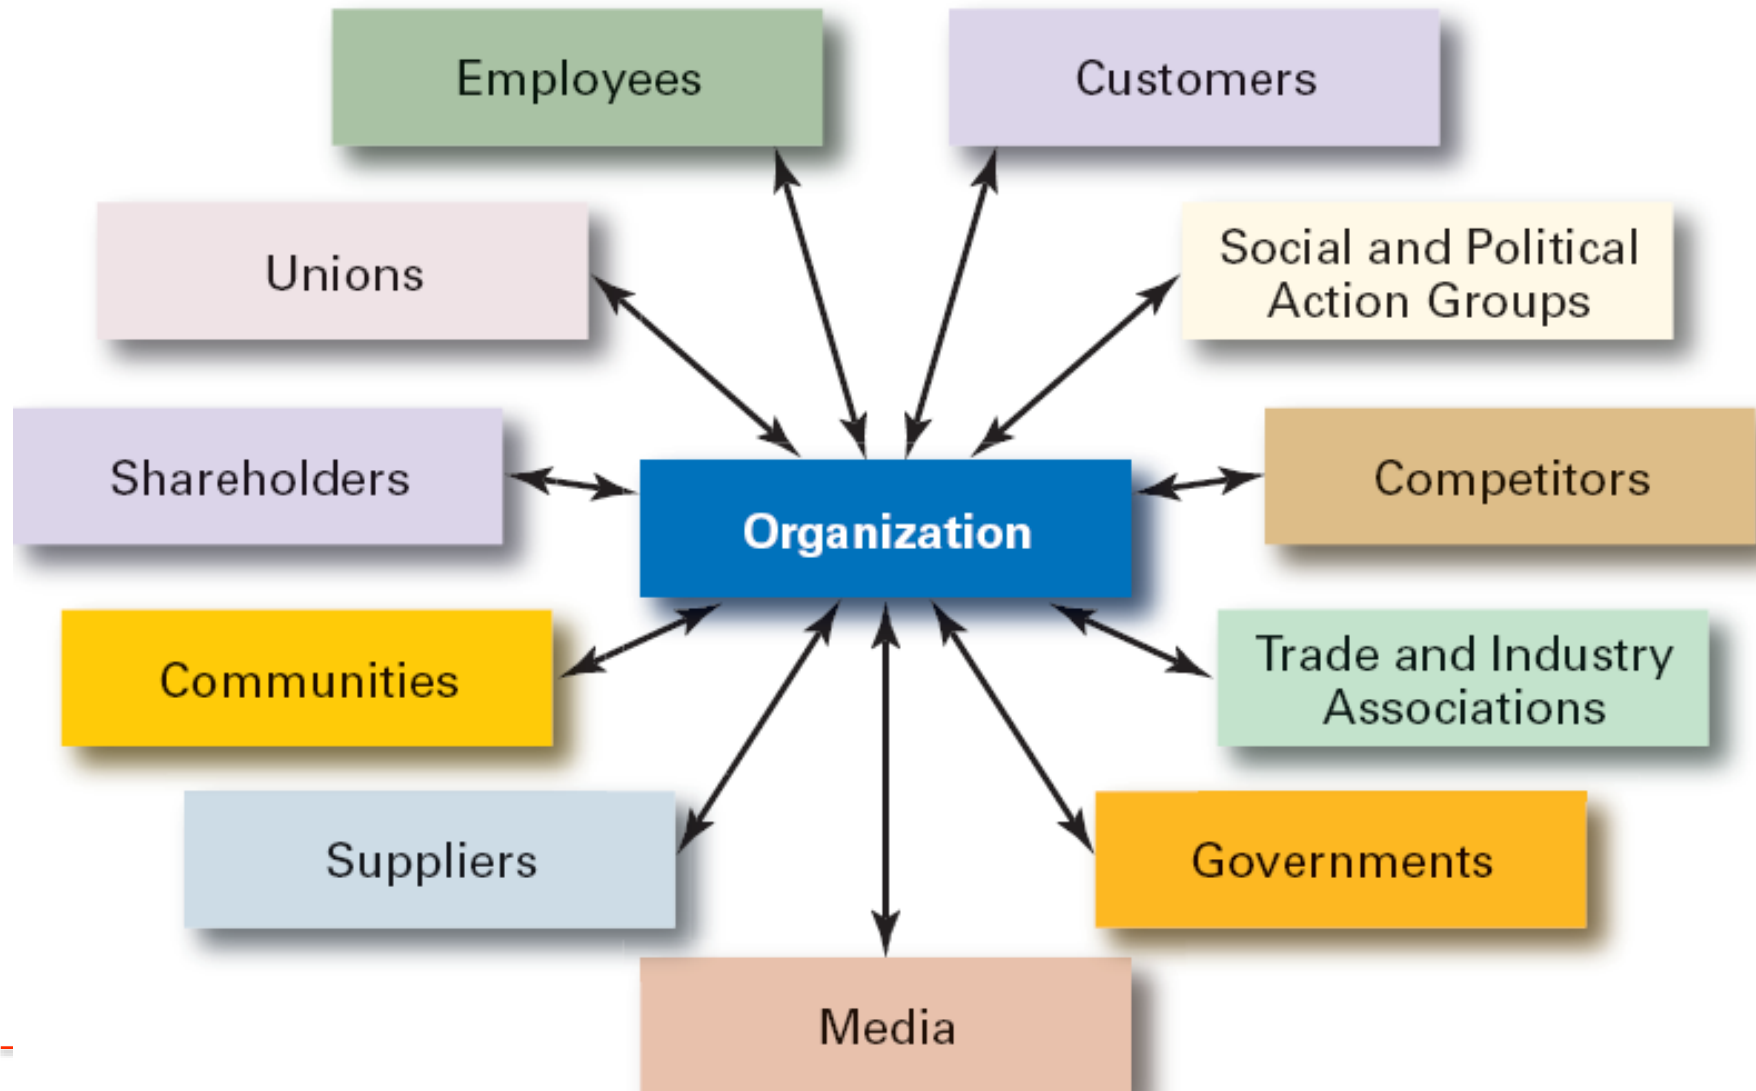 Employees
Customers
Unions
Social and Political
Action Groups
Shareholders
Organization
Competitors
Communities
Trade and Industry
Associations
Suppliers
Governments
Media